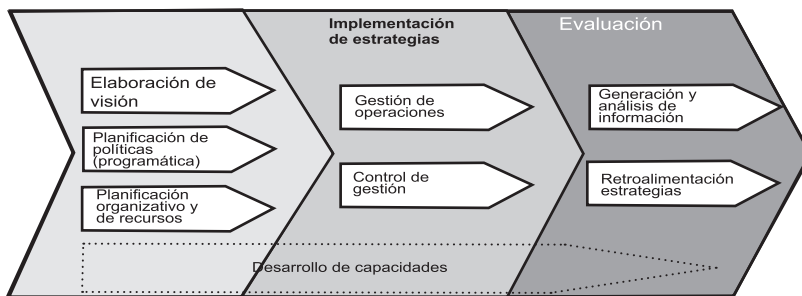 Elaboración de
visión
Planificación de
políticas
(programática)
Planificación
organizativo y
de recursos
Implementación
de estrategias
Gestión de
operaciones
Control de
gestión
Evaluación
Generación y
análisis de
información
Retroalimentación
estrategias
Desarrollo de capacidades